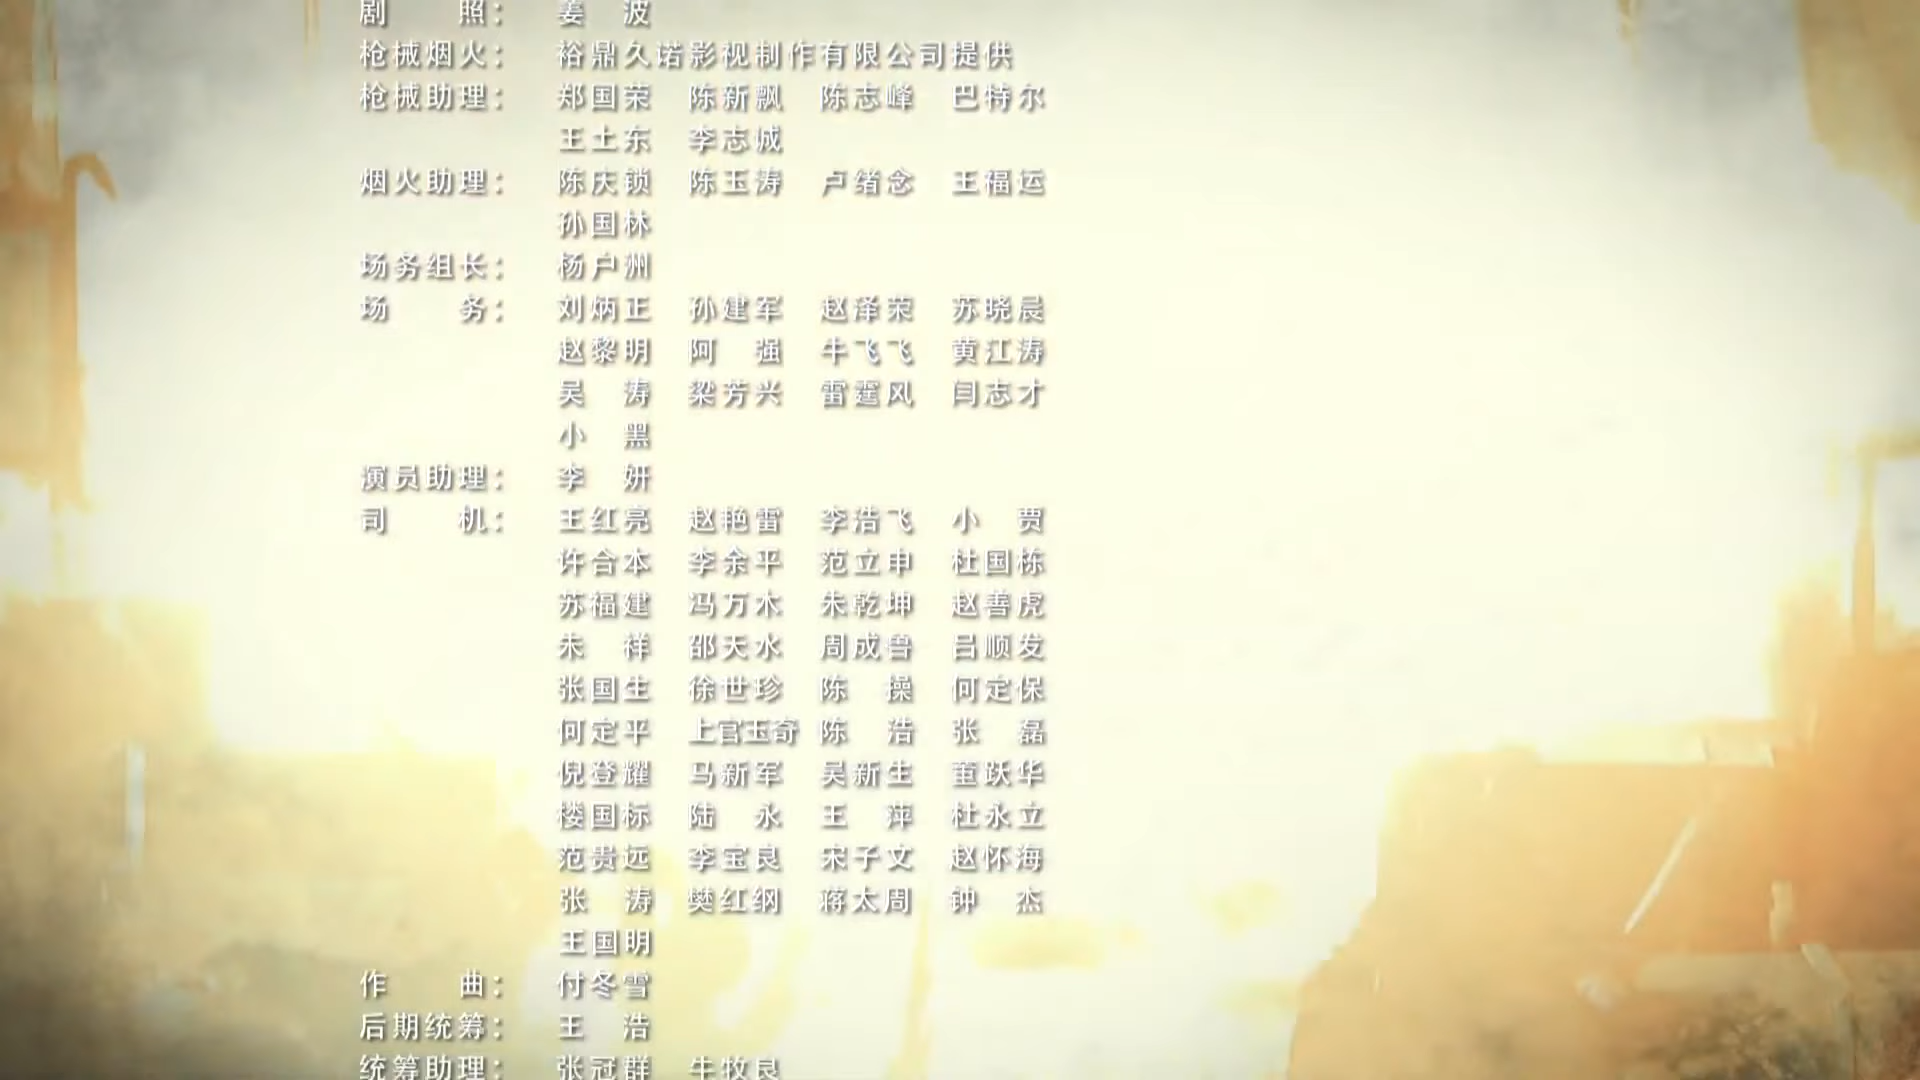 剧照：姜波
枪械烟火：裕鼎久诺影视制作有限公司提供
枪械助理：郑国荣 陈新飘 陈志峰 巴特尔
王土东 李志诚
烟火助理：陈庆锁 陈玉涛 卢绪念 王福运
孙国林
场务组长：杨户洲
场务：刘炳正 孙建军 赵泽荣 苏晓晨
赵黎明 阿强 牛飞飞 黄江涛
吴涛 梁芳兴 雷霆风 闫志才
小黑
演员助理：李妍
司机：王红亮 赵艳雷 李浩飞 小贾
许合本 李余平 范立申 杜国栋
苏福建 冯万木 朱乾坤 赵善虎
朱祥 邵天水 周成鲁 吕顺发
张国生 徐世珍 陈操 何定保
何定平 上官玉奇 陈浩 张磊
倪登耀 马新军 吴新生 董跃华
楼国标 陆永 王萍 杜永立
范贵远 李宝良 宋子文 赵怀海
张涛 樊红纲 蒋太周 钟杰
王国明
作曲：付冬雪
后期统筹：王浩
统筹助理：张冠群 牛牧良